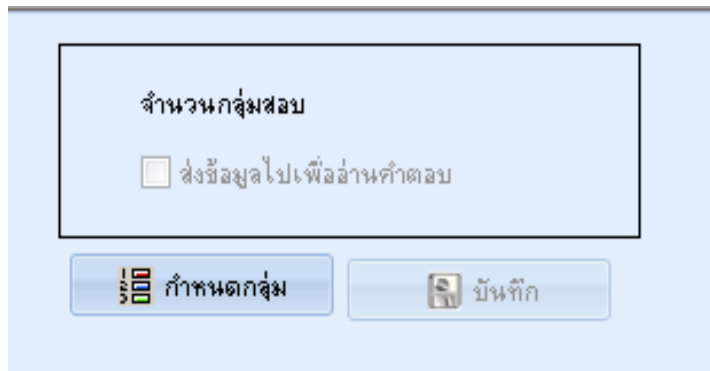 จำนวนกลุ่มสอบ
ส่งข้อมูลไปเพื่ออ่านคำตอบ
กำหนดกลุ่ม
บันทึก